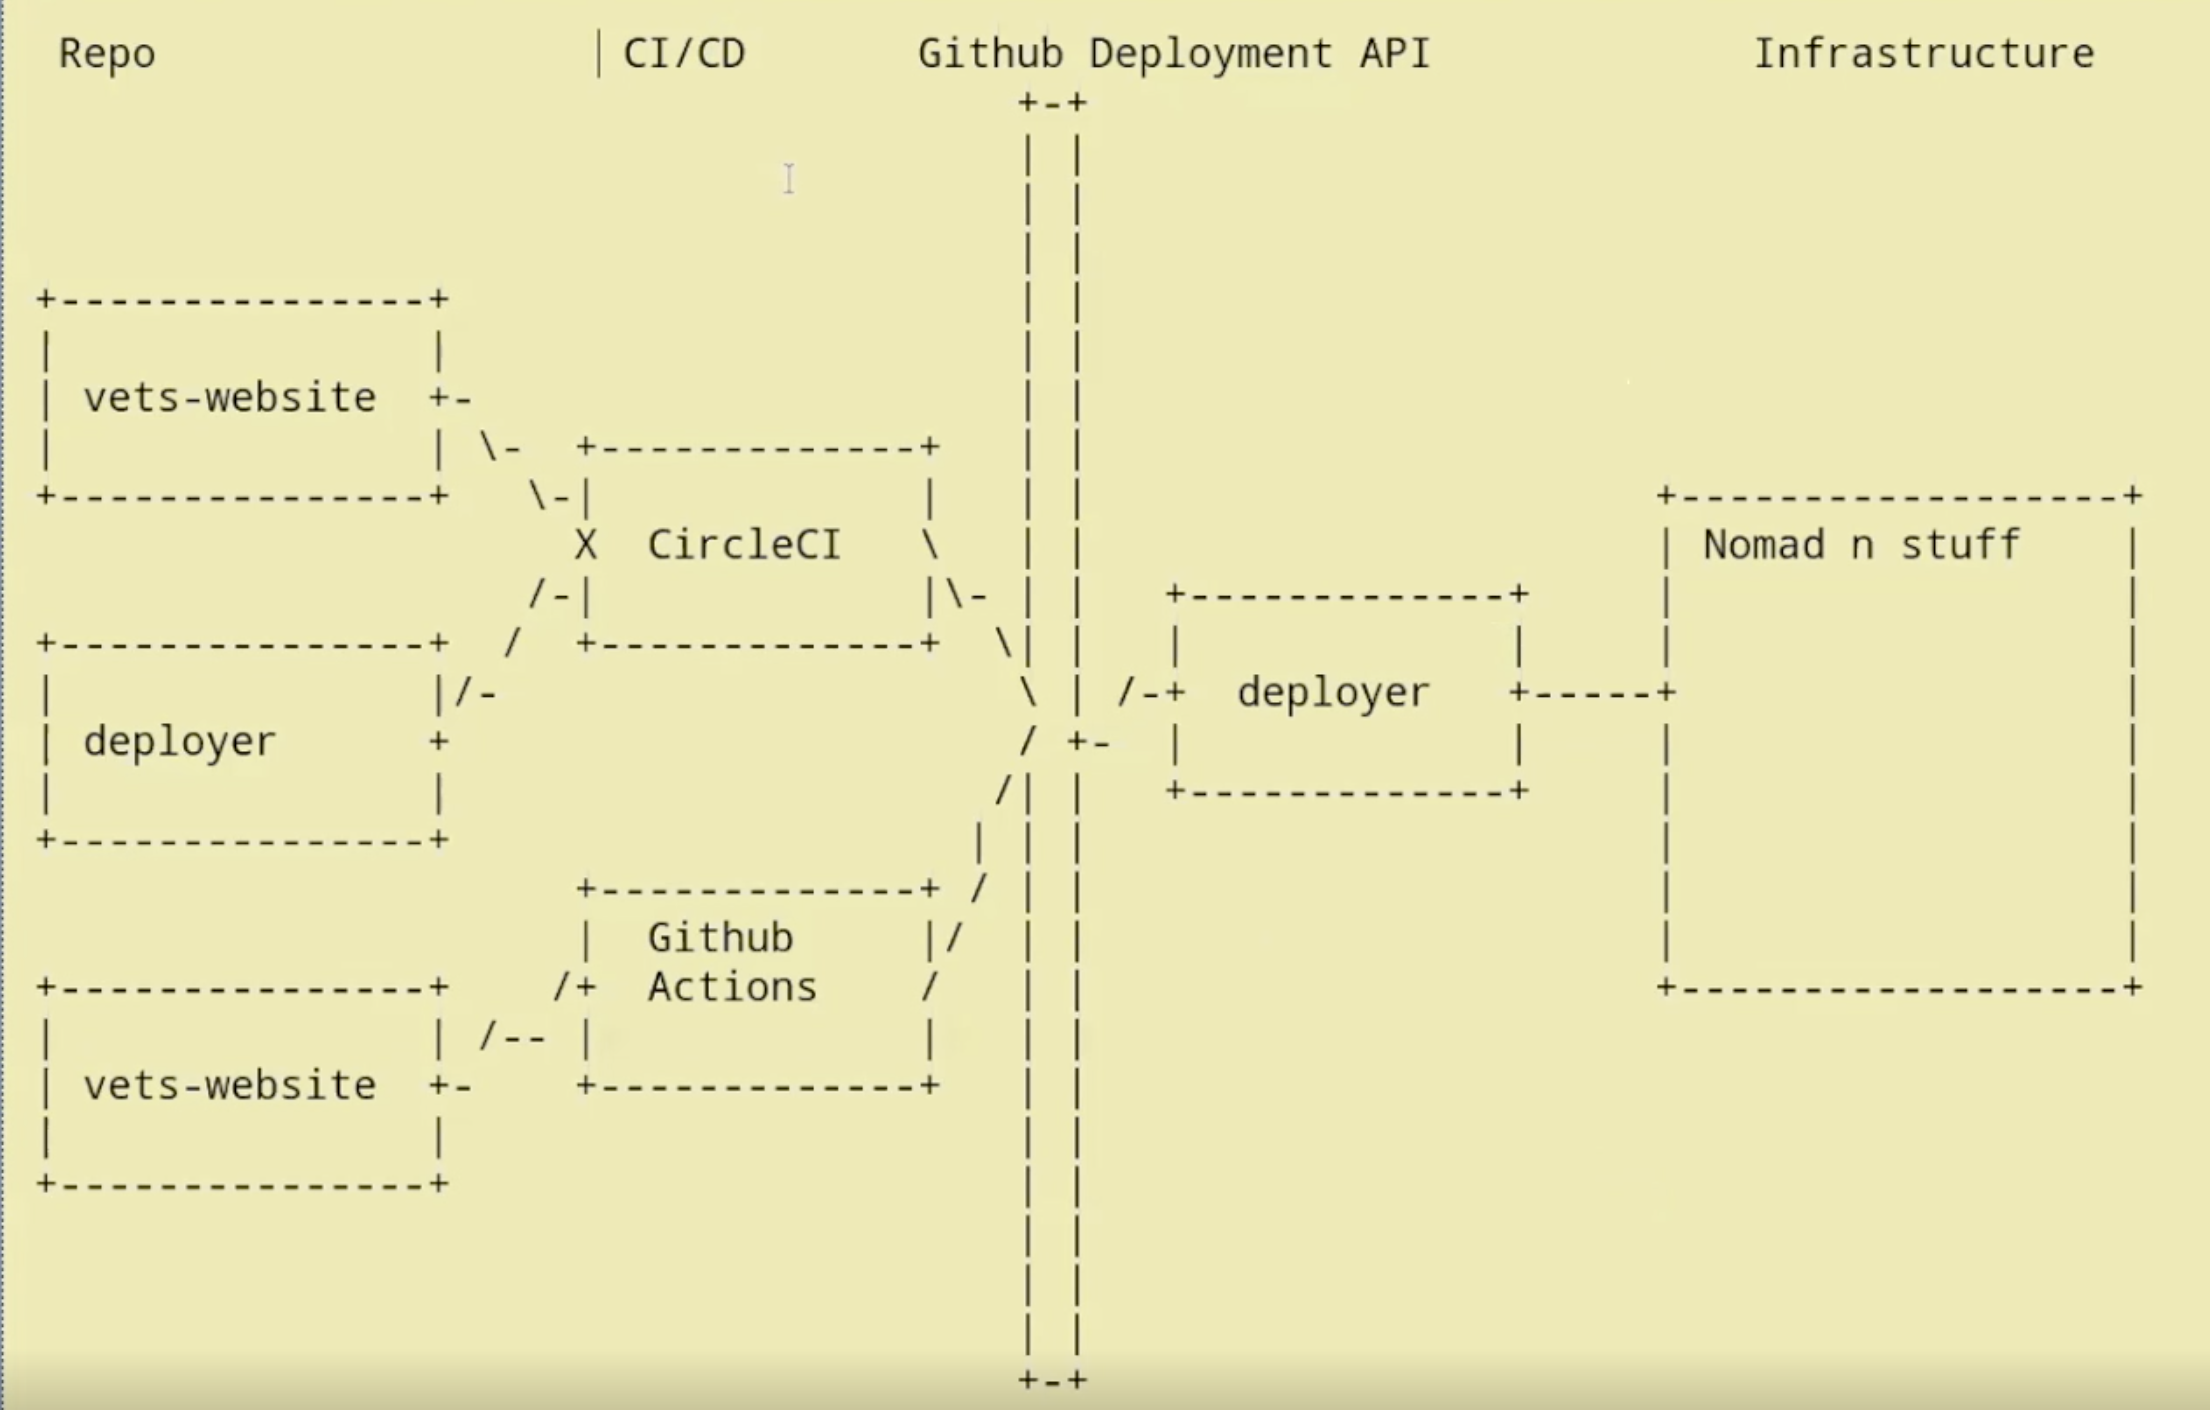 Repo | CI/CD Github Deployment API Infrastructure
vets-website
CircleCI
Nomad n stuff
deployer
deployer
Github
Actions
vets-website